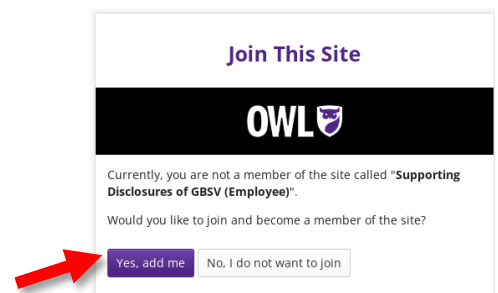 Join This Site
OWL
Currently, you are not a member of the site called "Supporting
Disclosures of GBSV (Employee)".
Would you like to join and become a member of the site?
Yes, add me No, I do not want to join